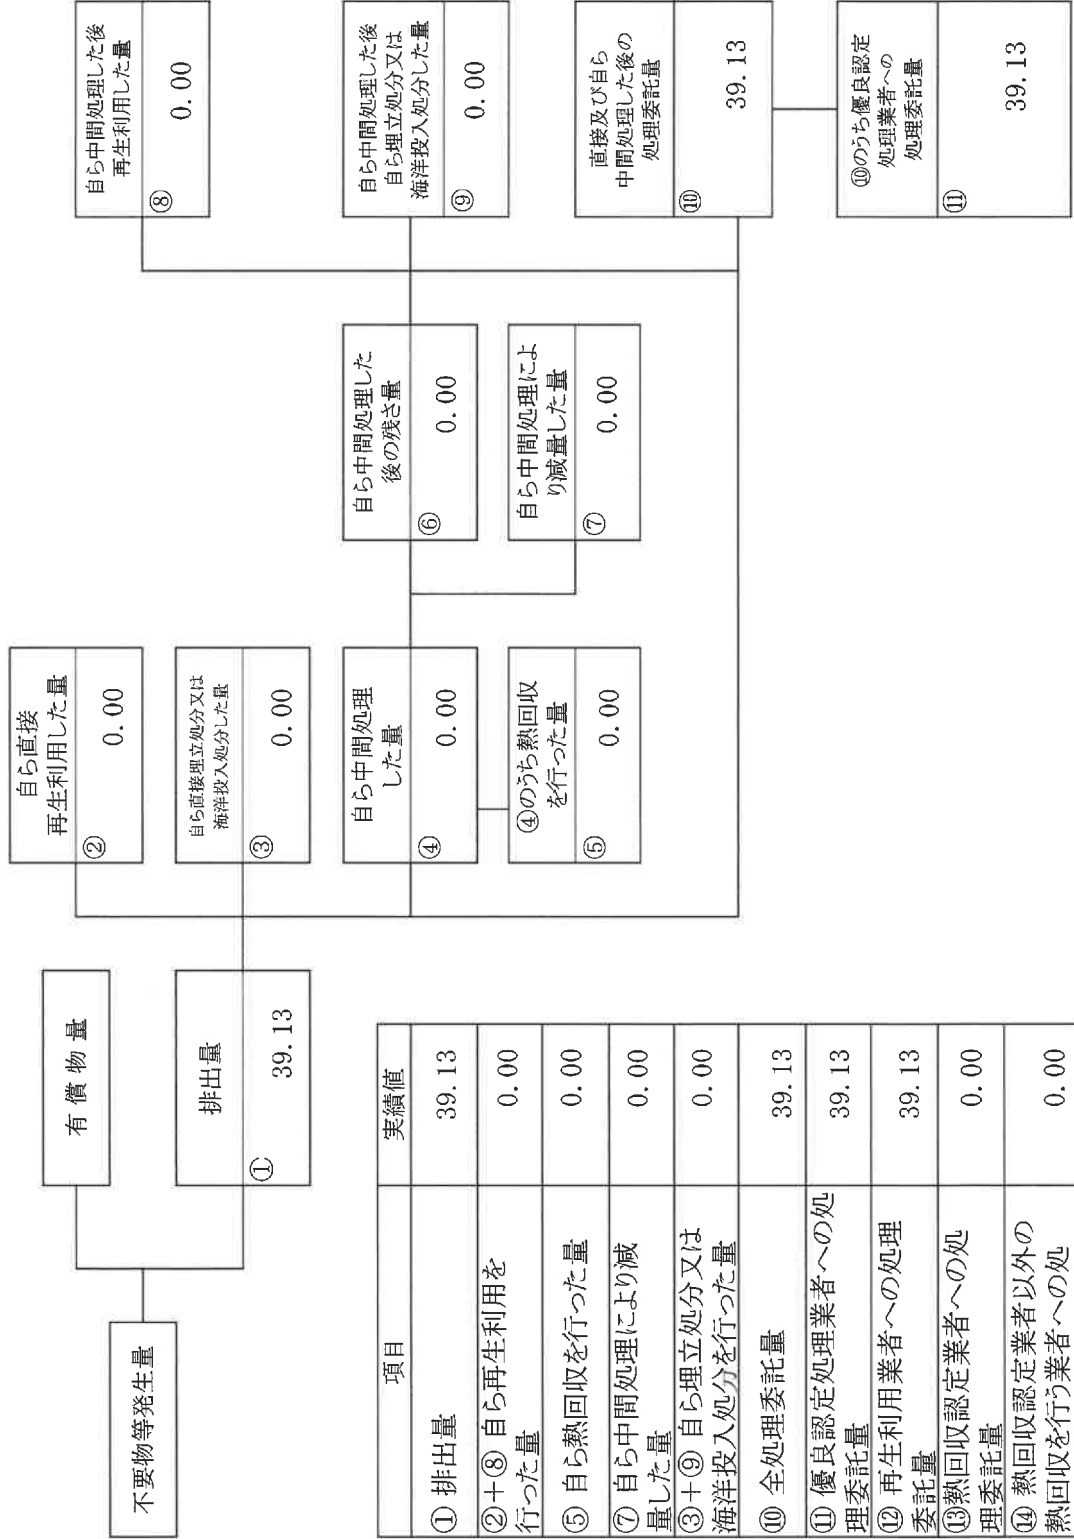 不要物等発生量
有償物量
排出量
①
39.13
自ら直接
再生利用した量
②
0.00
自ら直接埋立処分又は
海洋投入処分した量
③
0.00
自ら中間処理
した量
④
0.00
④のうち熱回収
を行った量
⑤
0.00
自ら中間処理した
後の残さ量
⑥
0.00
自ら中間処理によ
り減量した量
⑦
0.00
自ら中間処理した後
再生利用した量
⑧
0.00
自ら中間処理した後
自ら埋立処分又は
海洋投入処分した量
⑨
0.00
直接及び自ら
中間処理した後の
処理委託量
⑩
39.13
⑩のうち優良認定
処理業者への
処理委託量
⑪
39.13
項目 実績値
① 排出量 39.13
②+⑧ 自ら再生利用を
行った量 0.00
⑤ 自ら熱回収を行った量 0.00
⑦ 自ら中間処理により減
量した量 0.00
③+⑨ 自ら埋立処分又は
海洋投入処分を行った量 0.00
⑩ 全処理委託量 39.13
⑪ 優良認定処理業者への処
理委託量 39.13
⑫ 再生利用業者への処理
委託量 39.13
⑬熱回収認定業者への処
理委託量 0.00
⑭ 熱回収認定業者以外の
熱回収を行う業者への処 0.00